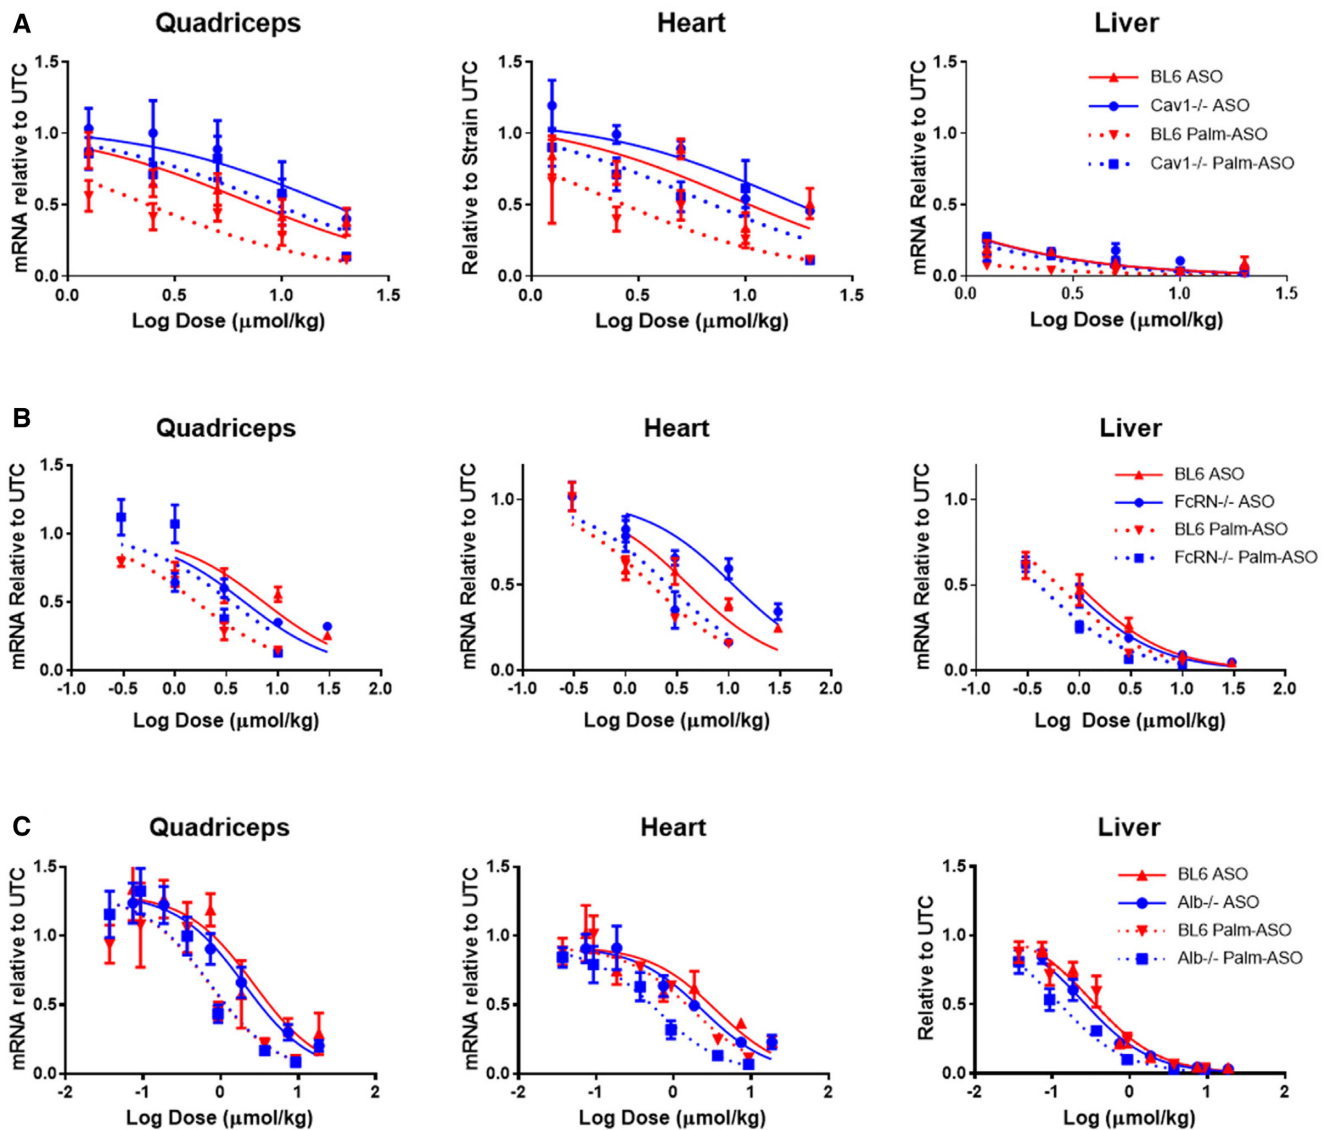 A
Quadriceps
Heart
Liver
mRNA relative to UTC
1.5
1.0
0.5
0.0
0.0
0.5
1.0
1.5
Log Dose (μmol/kg)
Relative to Strain UTC
1.5
1.0
0.5
0.0
0.0
0.5
1.0
1.5
Log Dose (μmol/kg)
mRNA Relative to UTC
1.5
1.0
0.5
0.0
0.0
0.5
1.0
1.5
Log Dose (μmol/kg)
BL6 ASO
Cav1-/- ASO
BL6 Palm-ASO
Cav1-/- Palm-ASO
B
Quadriceps
Heart
Liver
mRNA Relative to UTC
1.5
1.0
0.5
0.0
-1.0
-0.5
0.0
0.5
1.0
1.5
2.0
Log Dose (μmol/kg)
mRNA Relative to UTC
1.0
0.5
0.0
-1.0
-0.5
0.0
0.5
1.0
1.5
2.0
Log Dose (μmol/kg)
mRNA Relative to UTC
1.0
0.5
0.0
-1.0
-0.5
0.0
0.5
1.0
1.5
2.0
Log Dose (μmol/kg)
BL6 ASO
FcRN-/- ASO
BL6 Palm-ASO
FcRN-/- Palm-ASO
C
Quadriceps
Heart
Liver
mRNA relative to UTC
1.5
1.0
0.5
0.0
-2
-1
0
1
2
Log Dose (μmol/kg)
mRNA relative to UTC
1.5
1.0
0.5
0.0
-2
-1
0
1
2
Log Dose (μmol/kg)
Relative to UTC
1.5
1.0
0.5
0.0
-2
-1
0
1
2
Log (μmol/kg)
BL6 ASO
Alb-/- ASO
BL6 Palm-ASO
Alb-/- Palm-ASO